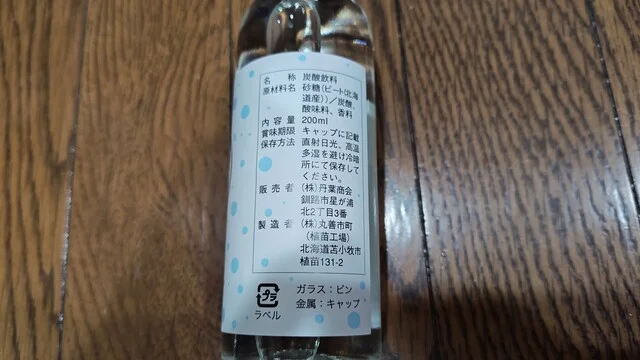 名称 炭酸飲料
原材料名 砂糖(ビート(北海
道産))／炭酸、
酸味料、香料
内容量 200ml
賞味期限 キャップに記載
保存方法 直射日光、高温
多湿を避け冷暗
所にて保存して
ください。
販売者 (株)丹葉商会
釧路市星が浦
北2丁目3番
製造者 (株)丸善市町
(植苗工場)
北海道苫小牧市
植苗131-2
プラ
ラベル
ガラス：ビン
金属：キャップ